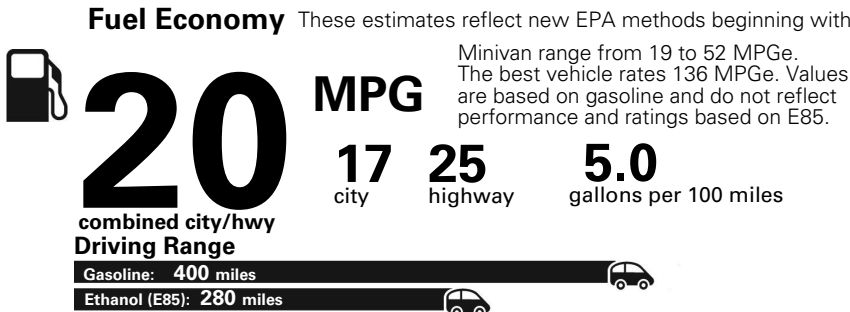 Fuel Economy These estimates reflect new EPA methods beginning with
Minivan range from 19 to 52 MPGe.
The best vehicle rates 136 MPGe. Values
are based on gasoline and do not reflect
performance and ratings based on E85.
20 MPG
combined city/hwy
17 city
25 highway
5.0 gallons per 100 miles
Driving Range
Gasoline: 400 miles
Ethanol (E85): 280 miles